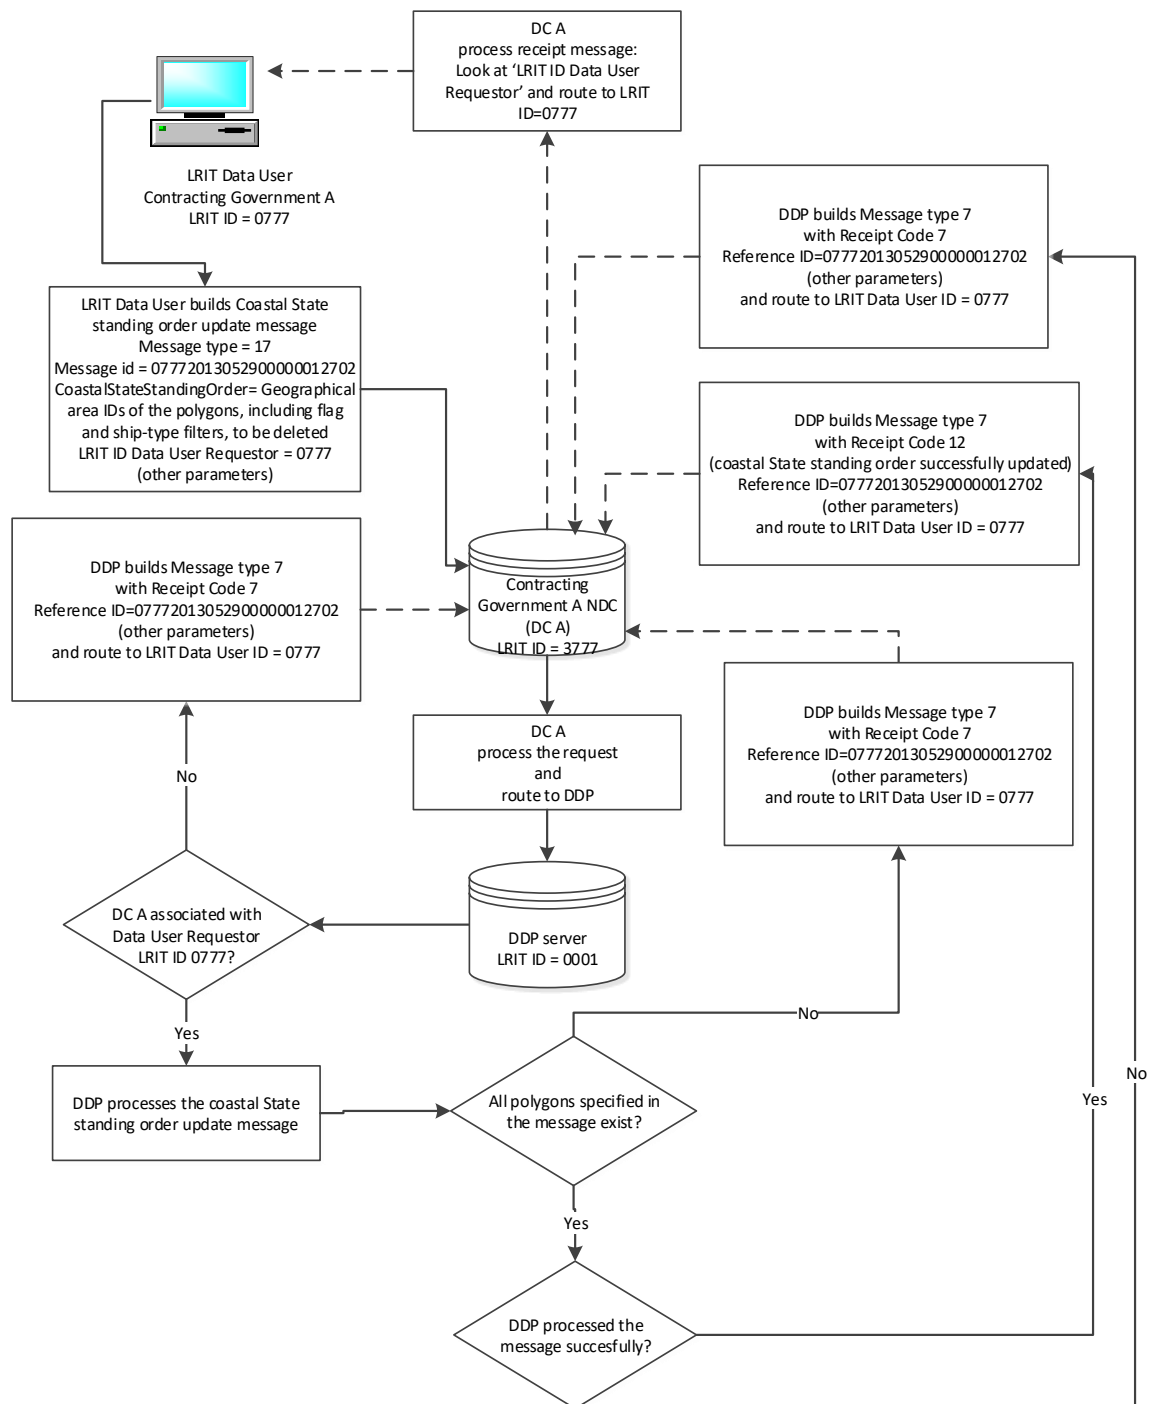 DC A
process receipt message:
Look at ‘LRIT ID Data User
Requestor’ and route to LRIT
ID=0777
LRIT Data User
Contracting Government A
LRIT ID = 0777
DDP builds Message type 7
with Receipt Code 7
Reference ID=07772013052900000012702
(other parameters)
and route to LRIT Data User ID = 0777
LRIT Data User builds Coastal State
standing order update message
Message type = 17
Message id = 07772013052900000012702
CoastalStateStandingOrder= Geographical
area IDs of the polygons, including flag
and ship-type filters, to be deleted
LRIT ID Data User Requestor = 0777
(other parameters)
DDP builds Message type 7
with Receipt Code 12
(coastal State standing order successfully updated)
Reference ID=07772013052900000012702
(other parameters)
and route to LRIT Data User ID = 0777
DDP builds Message type 7
with Receipt Code 7
Reference ID=07772013052900000012702
(other parameters)
and route to LRIT Data User ID = 0777
Contracting
Government A NDC
(DC A)
LRIT ID = 3777
DDP builds Message type 7
with Receipt Code 7
Reference ID=07772013052900000012702
(other parameters)
and route to LRIT Data User ID = 0777
DC A
process the request
and
route to DDP
No
DC A associated with
Data User Requestor
LRIT ID 0777?
DDP server
LRIT ID = 0001
No
Yes
No
DDP processes the coastal State
standing order update message
All polygons specified in
the message exist?
Yes
Yes
DDP processed the
message succesfully?